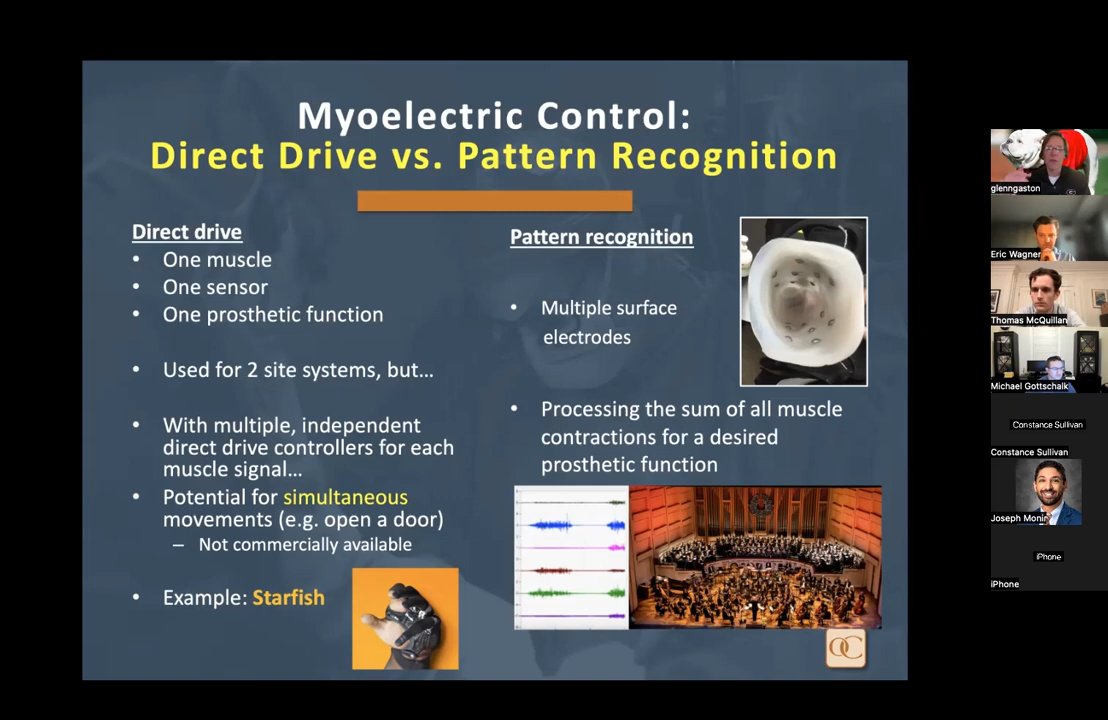 Myoelectric Control:
Direct Drive vs. Pattern Recognition
Direct drive
• One muscle
• One sensor
• One prosthetic function
• Used for 2 site systems, but...
• With multiple, independent
direct drive controllers for each
muscle signal...
• Potential for simultaneous
movements (e.g. open a door)
– Not commercially available
• Example: Starfish
Pattern recognition
• Multiple surface
electrodes
• Processing the sum of all muscle
contractions for a desired
prosthetic function
OC
glenngaston
Eric Wagner
Thomas McQuillan
Michael Gottschalk
Constance Sullivan
Constance Sullivan
Joseph Monir
iPhone
iPhone